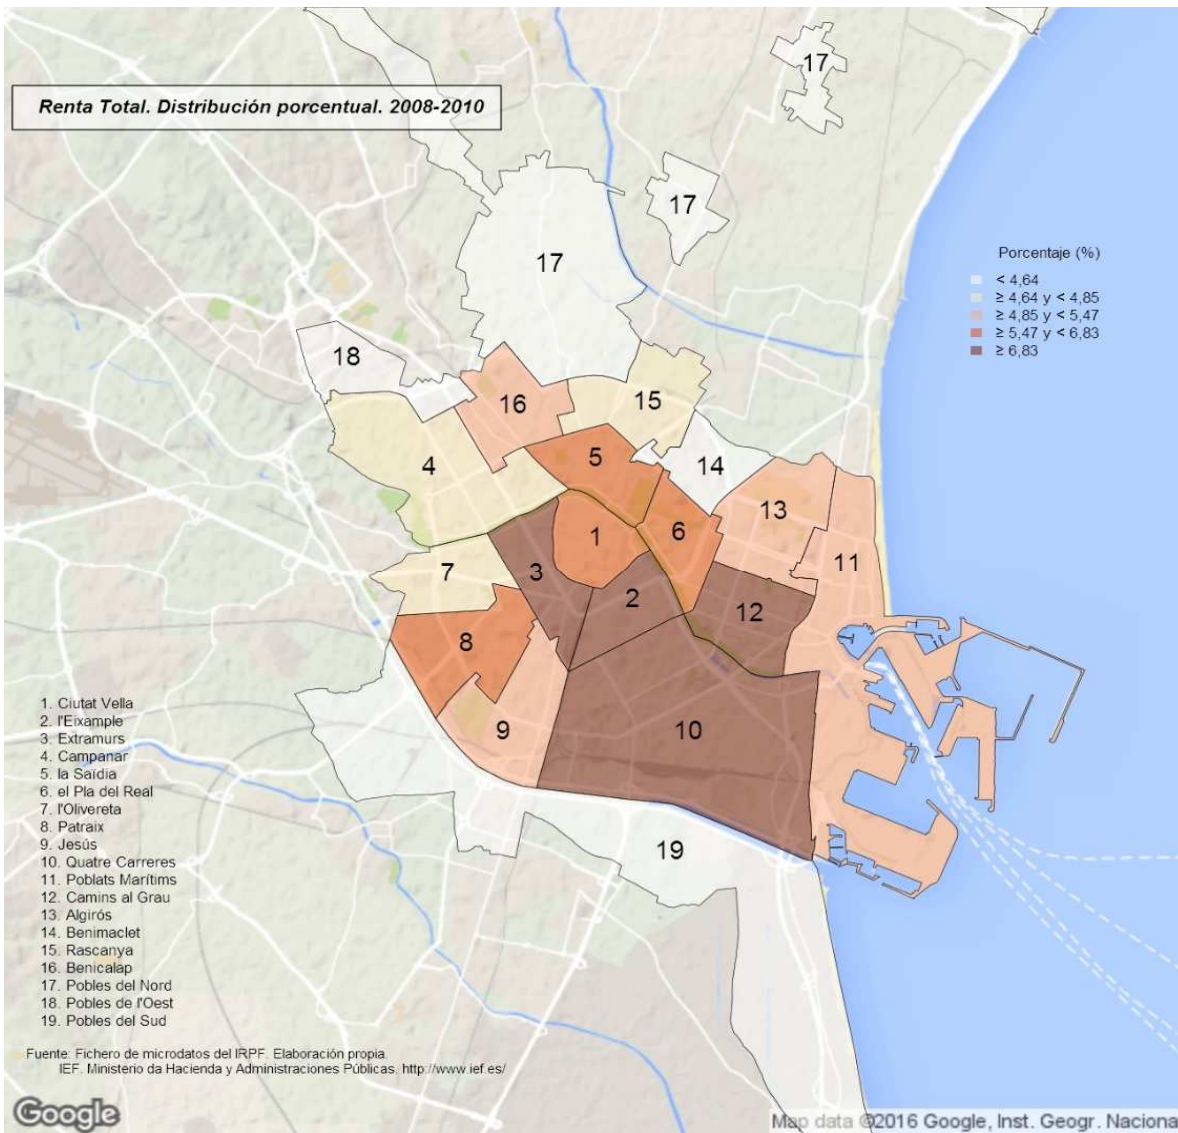 17
Renta Total. Distribución porcentual. 2008-2010
17
17
Porcentaje (%)
< 4,64
≥ 4,64 y < 4,85
≥ 4,85 y < 5,47
≥ 5,47 y < 6,83
≥ 6,83
18
16
15
4
5
14
13
6
1
11
7
3
2
12
8
9
10
19
1. Ciutat Vella
2. l'Eixample
3. Extramurs
4. Campanar
5. la Saïdia
6. el Pla del Real
7. l'Olivereta
8. Patraix
9. Jesús
10. Quatre Carreres
11. Poblats Marítims
12. Camins al Grau
13. Algirós
14. Benimaclet
15. Rascanya
16. Benicalap
17. Pobles del Nord
18. Pobles de l'Oest
19. Pobles del Sud
Fuente: Fichero de microdatos del IRPF. Elaboración propia.
IEF. Ministerio da Hacienda y Administraciones Públicas. http://www.ief.es/
Google
Map data ©2016 Google, Inst. Geogr. Naciona